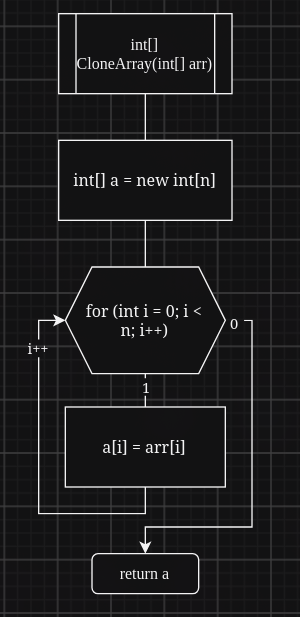 int[]
CloneArray(int[] arr)
int[] a = new int[n]
for (int i = 0; i <
n; i++)
0
i++
1
a[i] = arr[i]
return a